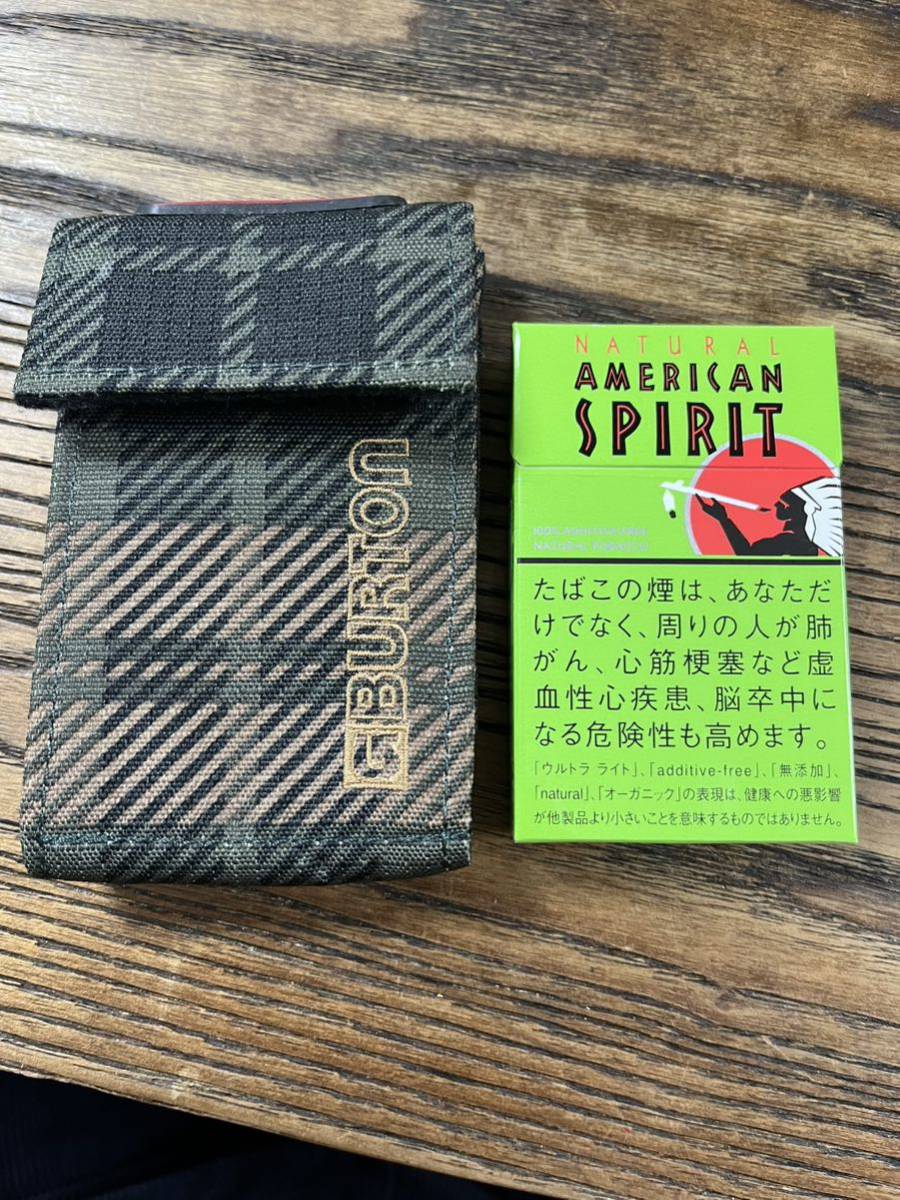 BURTON
NATURAL
AMERICAN
SPIRIT
100% ADDITIVE-FREE
NATURAL TOBACCO
たばこの煙は、あなただ
けでなく、周りの人が肺
がん、心筋梗塞など虚
血性心疾患、脳卒中に
なる危険性も高めます。
「ウルトラ ライト」、「additive-free」、「無添加」、
「natural」、「オーガニック」の表現は、健康への悪影響
が他製品より小さいことを意味するものではありません。